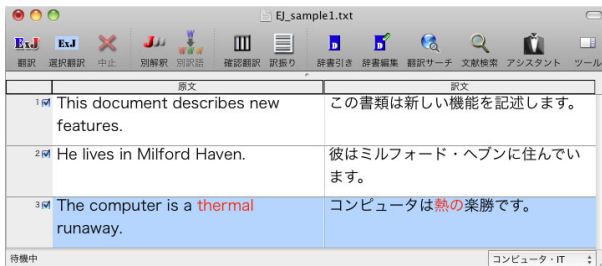 EJ_sample1.txt
翻訳 選択翻訳 中止 別解釈 別訳語 確認翻訳 訳振り 辞書引き 辞書編集 翻訳サーチ 文献検索 アシスタント ツール
原文 訳文
1 This document describes new この書類は新しい機能を記述します。
features.
2 He lives in Milford Haven. 彼はミルフォード・ヘブンに住んでい
ます。
3 The computer is a thermal コンピュータは熱の楽勝です。
runaway.
待機中 コンピュータ・IT